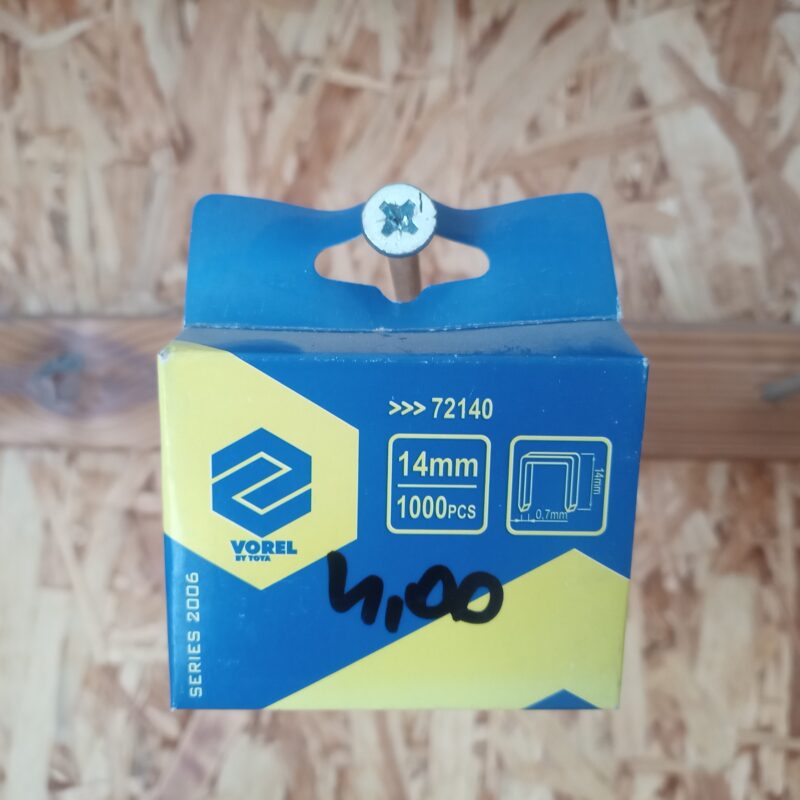 >>> 72140
14mm
1000PCS
14mm
0,7mm
VOREL
BY TOYA
4,00
SERIES 2006